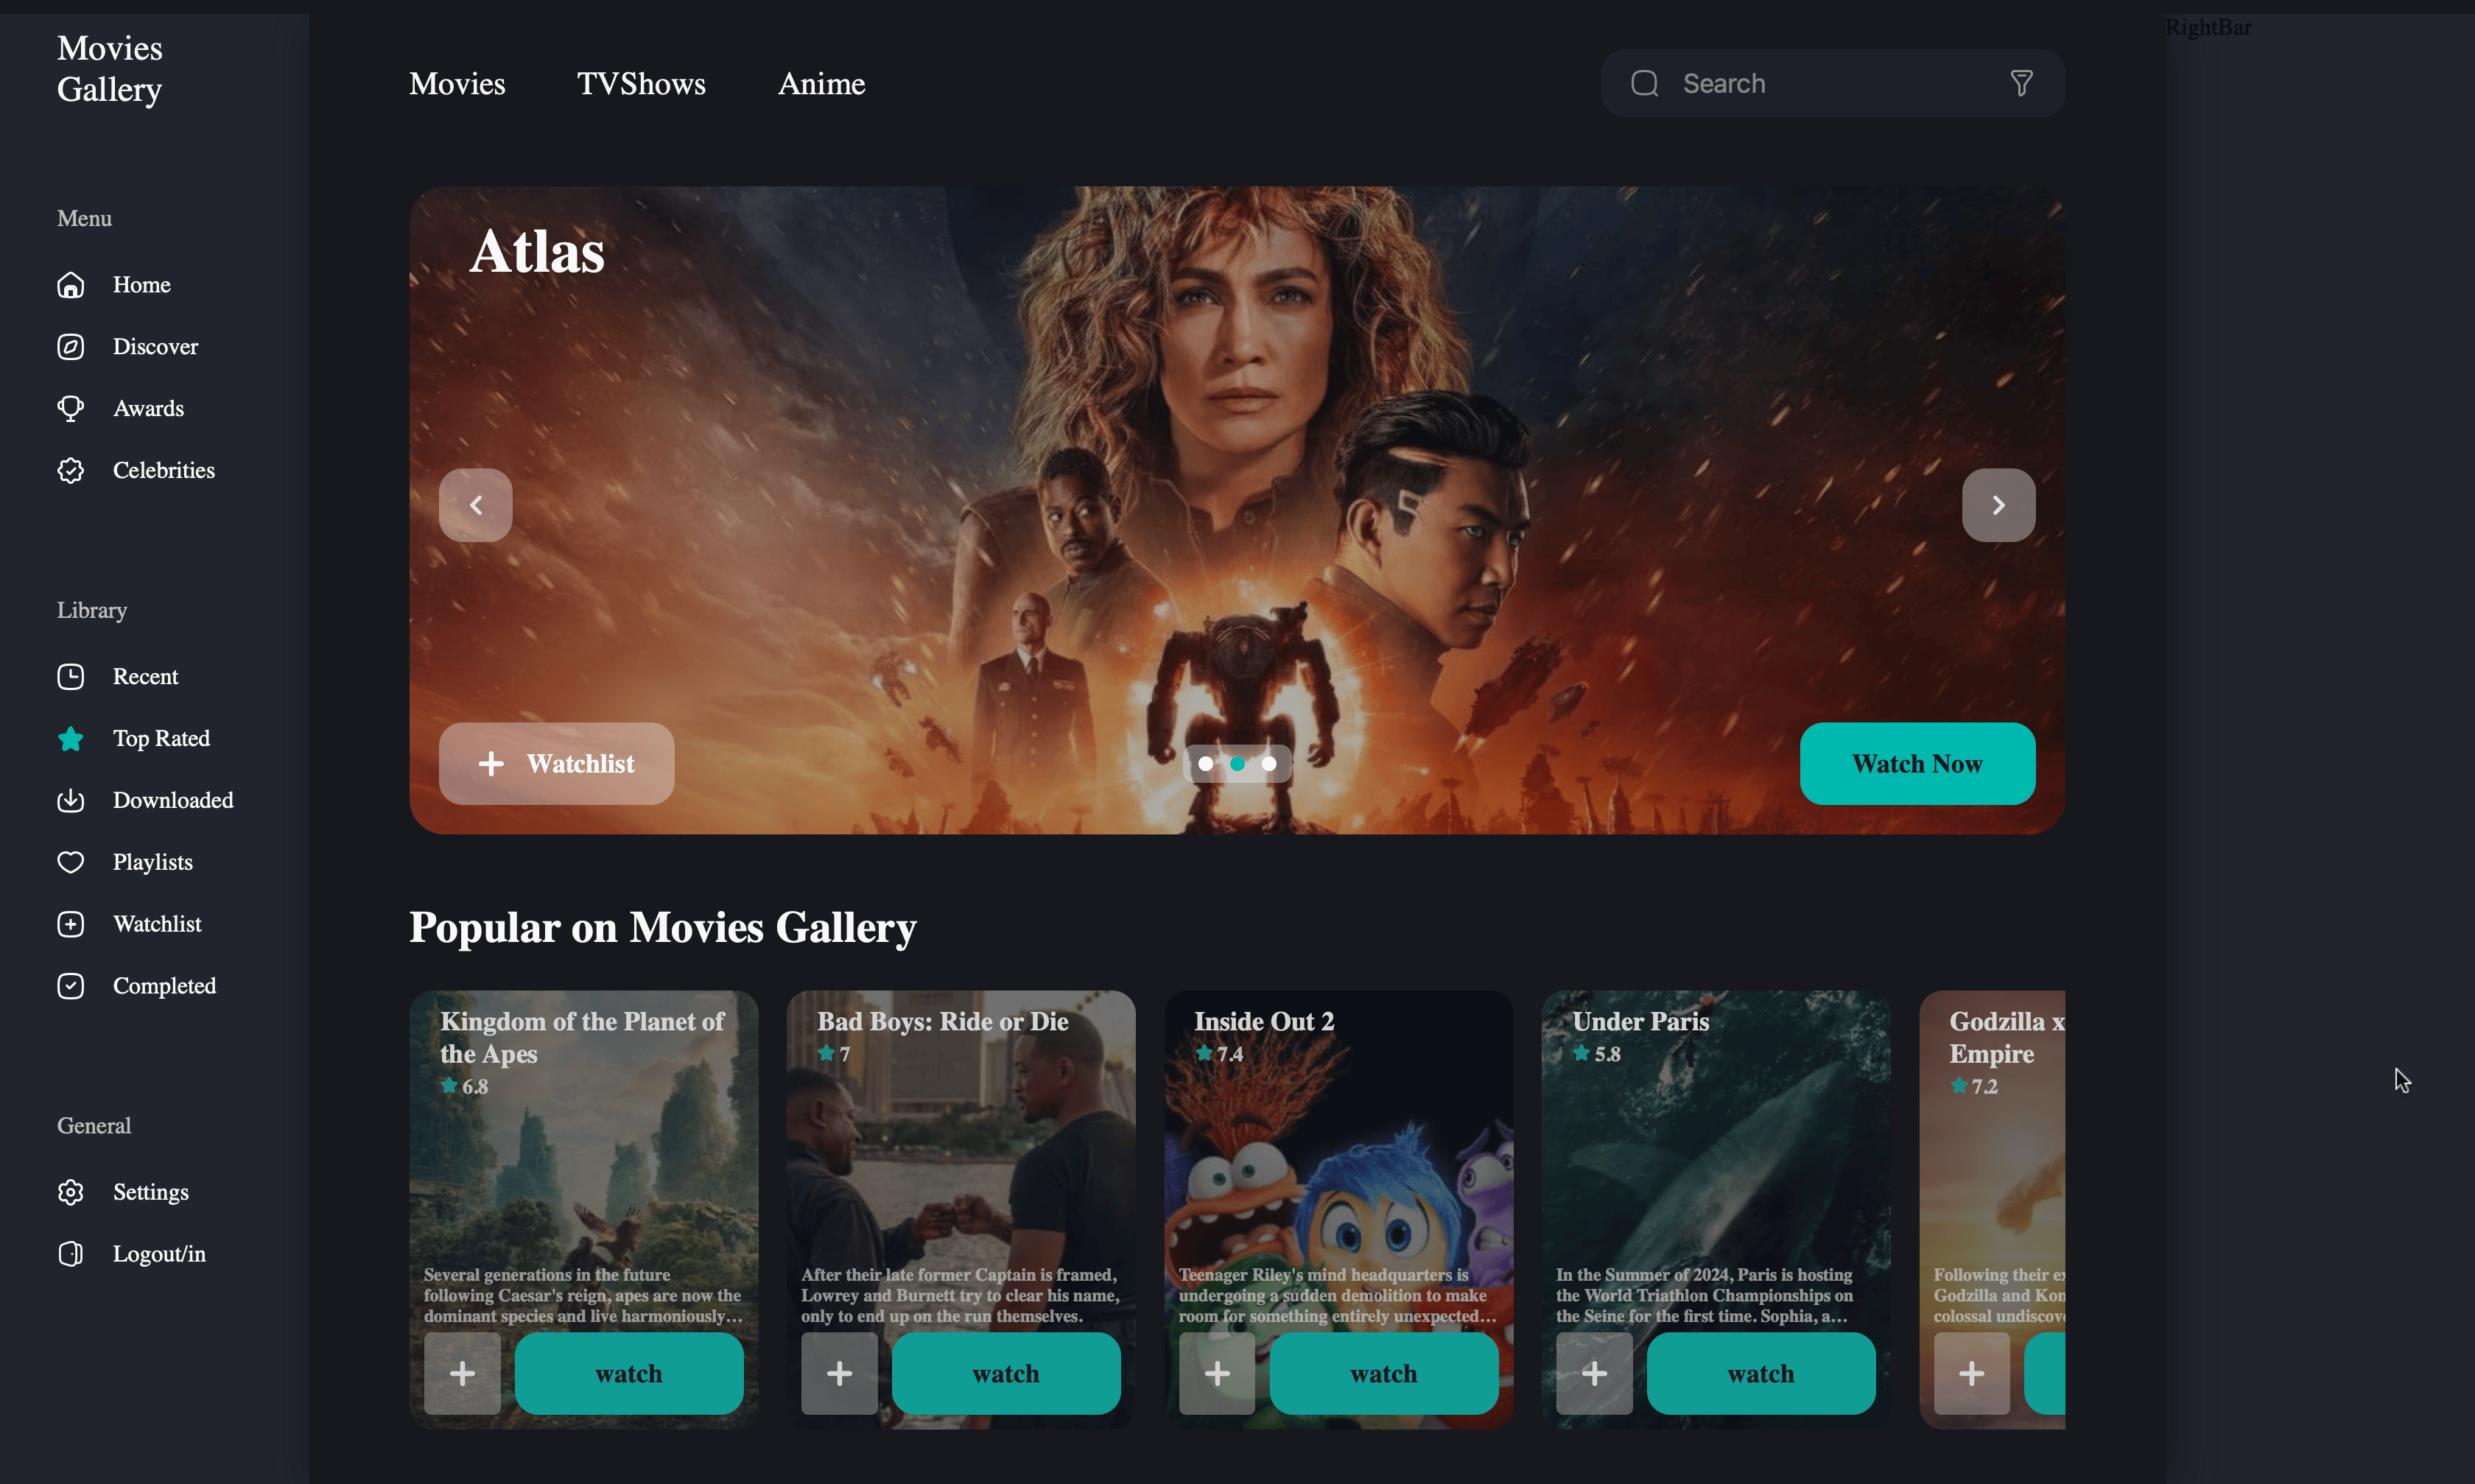 Movies
Gallery
Menu
Home
Discover
Awards
Celebrities
Library
Recent
Top Rated
Downloaded
Playlists
Watchlist
Completed
General
Settings
Logout/in
Movies
TVShows
Anime
Search
Atlas
Watchlist
Watch Now
Popular on Movies Gallery
Kingdom of the Planet of
the Apes
6.8
Several generations in the future
following Caesar's reign, apes are now the
dominant species and live harmoniously...
watch
Bad Boys: Ride or Die
7
After their late former Captain is framed,
Lowrey and Burnett try to clear his name,
only to end up on the run themselves.
watch
Inside Out 2
7.4
Teenager Riley's mind headquarters is
undergoing a sudden demolition to make
room for something entirely unexpected...
watch
Under Paris
5.8
In the Summer of 2024, Paris is hosting
the World Triathlon Championships on
the Seine for the first time. Sophia, a...
watch
Godzilla x
Empire
7.2
Following their
Godzilla and
colossal
RightBar